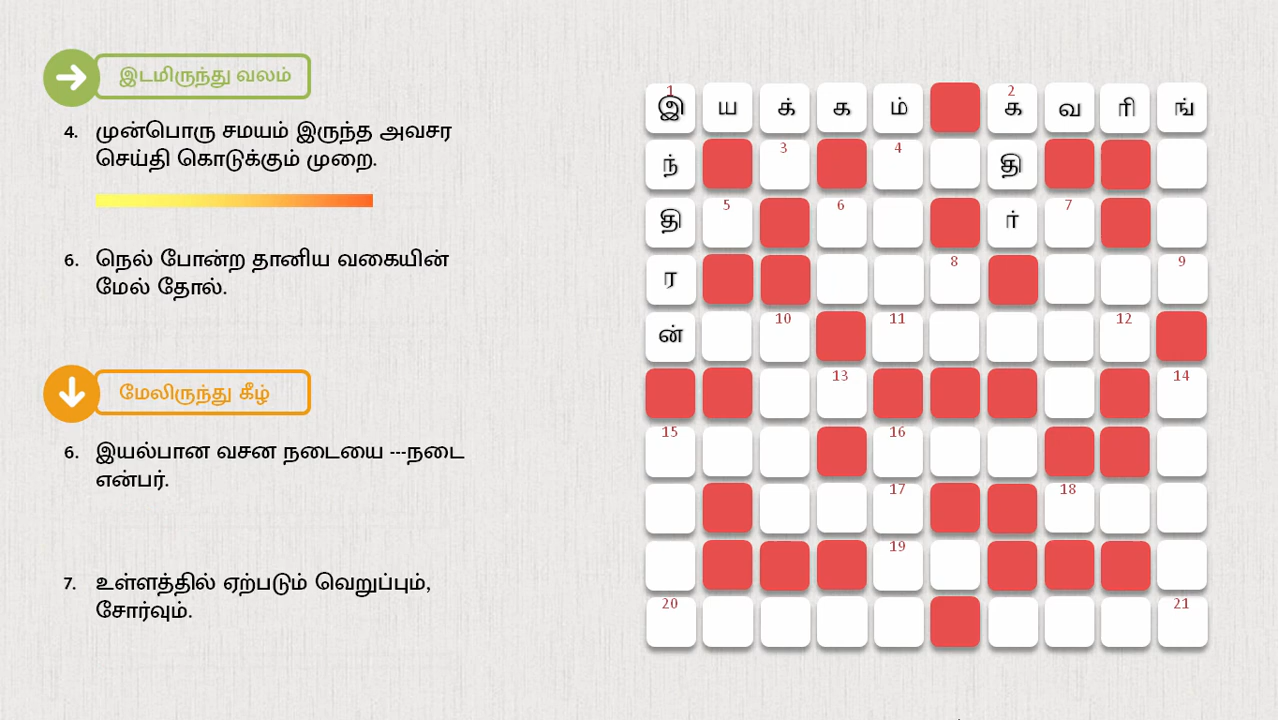 இடமிருந்து வலம்
4. முன்பொரு சமயம் இருந்த அவசர
செய்தி கொடுக்கும் முறை.
6. நெல் போன்ற தானிய வகையின்
மேல் தோல்.
மேலிருந்து கீழ்
6. இயல்பான வசன நடையை ---நடை
என்பர்.
7. உள்ளத்தில் ஏற்படும் வெறுப்பும்,
சோர்வும்.
1 2
இ ய க் க ம் க வ ரி ங்
3 4
ந் தி
5 6 7
தி ர்
8 9
ர
10 11 12
ன்
13 14
15 16
17 18
19
20 21